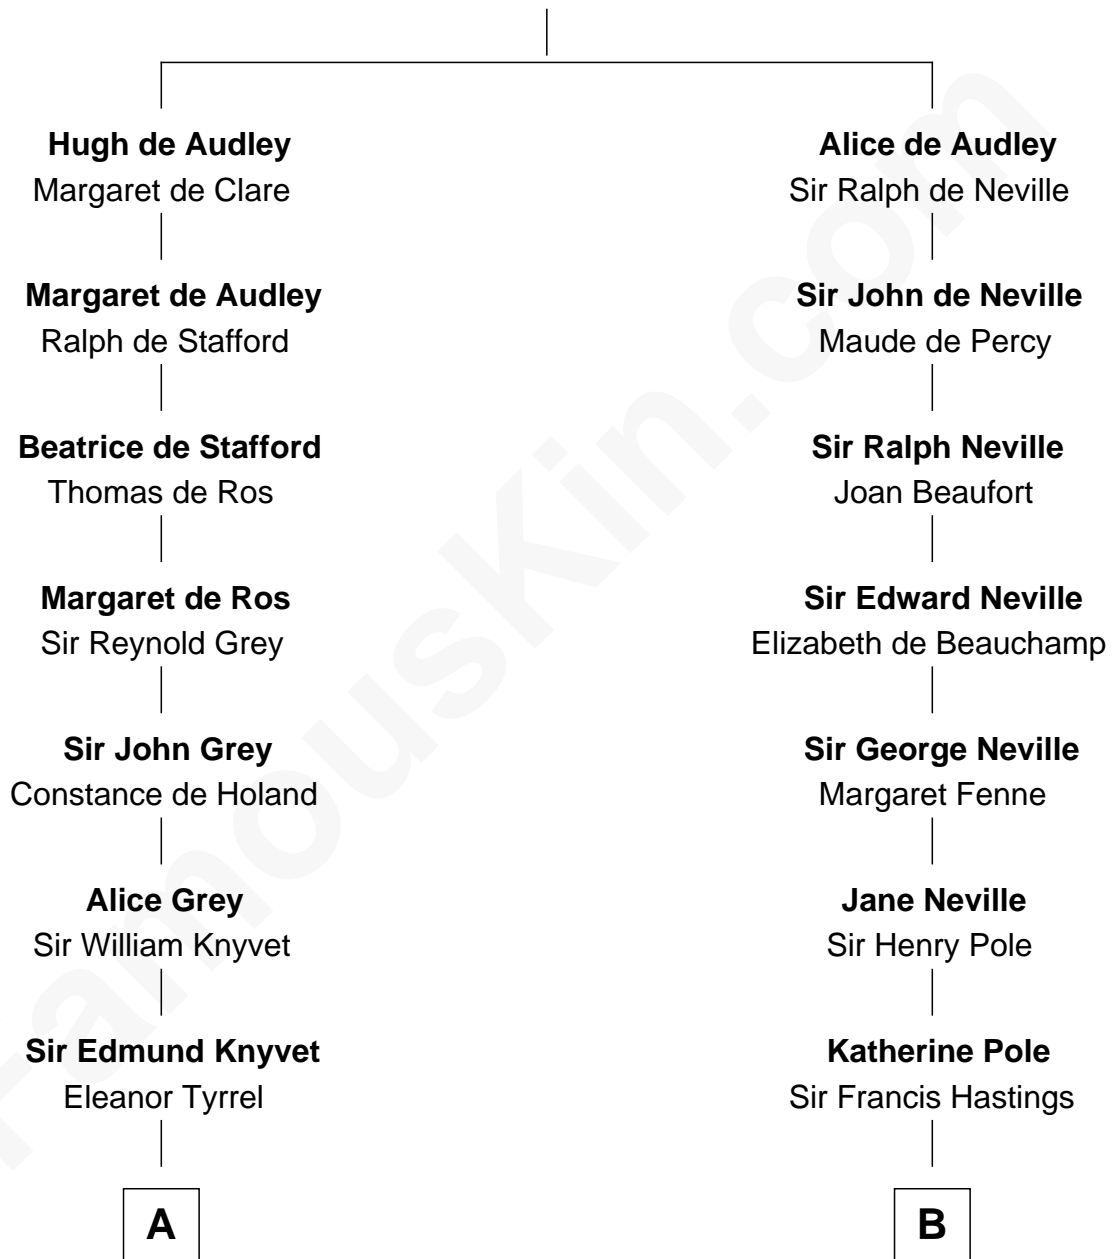 Hugh de Audley
Margaret de Clare
Margaret de Audley
Ralph de Stafford
Beatrice de Stafford
Thomas de Ros
Margaret de Ros
Sir Reynold Grey
Sir John Grey
Constance de Holand
Alice Grey
Sir William Knyvet
Sir Edmund Knyvet
Eleanor Tyrrel
A
Alice de Audley
Sir Ralph de Neville
Sir John de Neville
Maude de Percy
Sir Ralph Neville
Joan Beaufort
Sir Edward Neville
Elizabeth de Beauchamp
Sir George Neville
Margaret Fenne
Jane Neville
Sir Henry Pole
Katherine Pole
Sir Francis Hastings
B
FamousKin.com